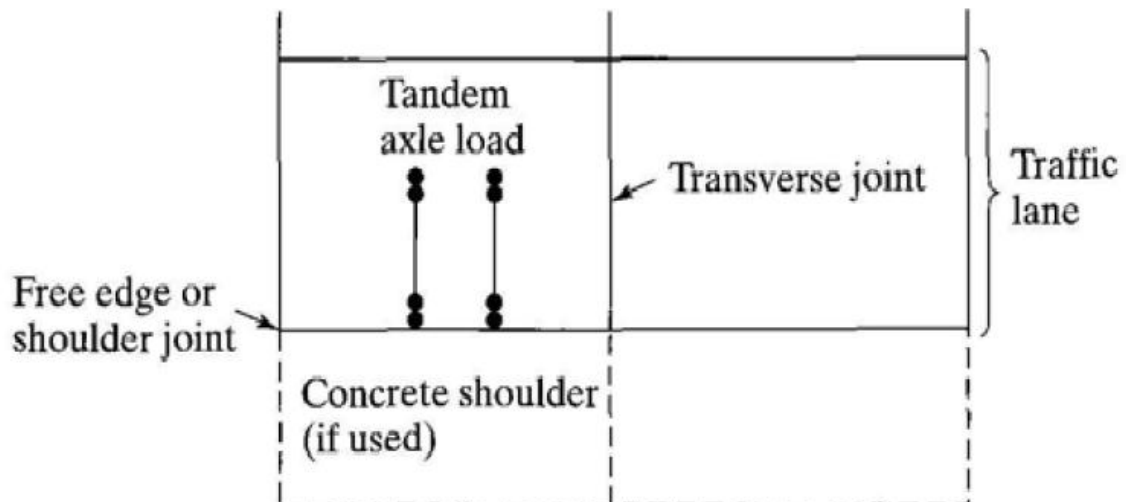 Tandem
axle load
Transverse joint
Traffic
lane
Free edge or
shoulder joint
Concrete shoulder
(if used)